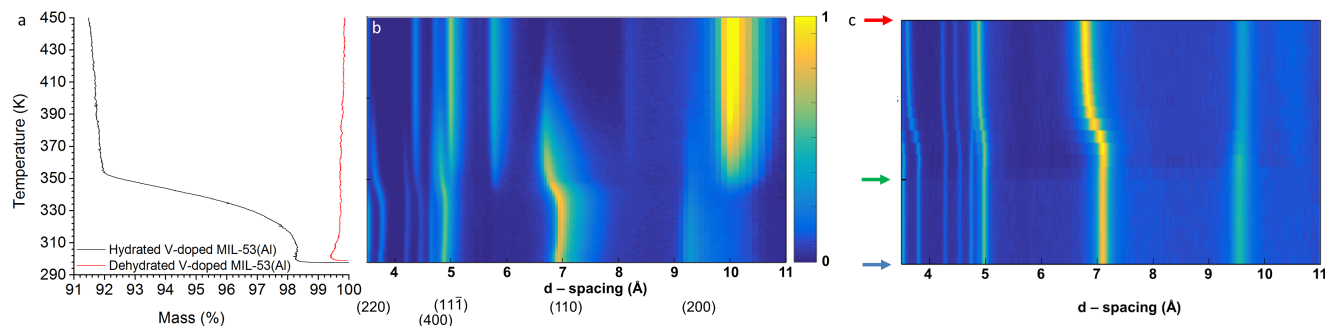 a
450
430
410
390
370
350
330
310
290
Temperature (K)
Hydrated V-doped MIL-53(Al)
Dehydrated V-doped MIL-53(Al)
91 92 93 94 95 96 97 98 99 100
Mass (%)
b
1
0
4 5 6 7 8 9 10 11
d – spacing (Å)
(220) (111̅) (110) (200)
(400)
c
4 5 6 7 8 9 10 11
d – spacing (Å)